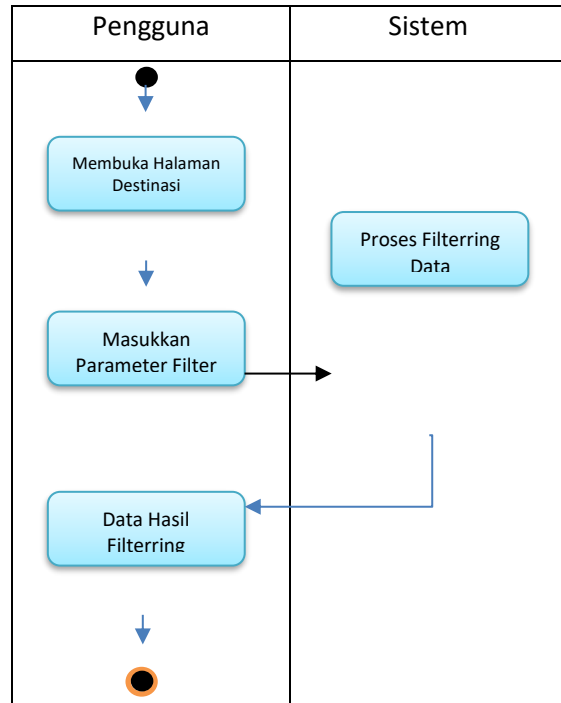 Pengguna
Sistem
Membuka Halaman
Destinasi
Proses Filterring
Data
Masukkan
Parameter Filter
Data Hasil
Filterring